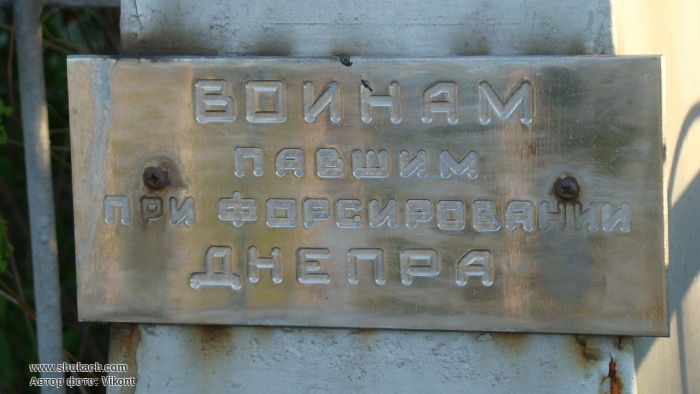 ВОИНАМ
ПАВШИМ
ПРИ ФОРСИРОВАНИИ
ДНЕПРА
www.shukach.com
Автор фото: Vikont